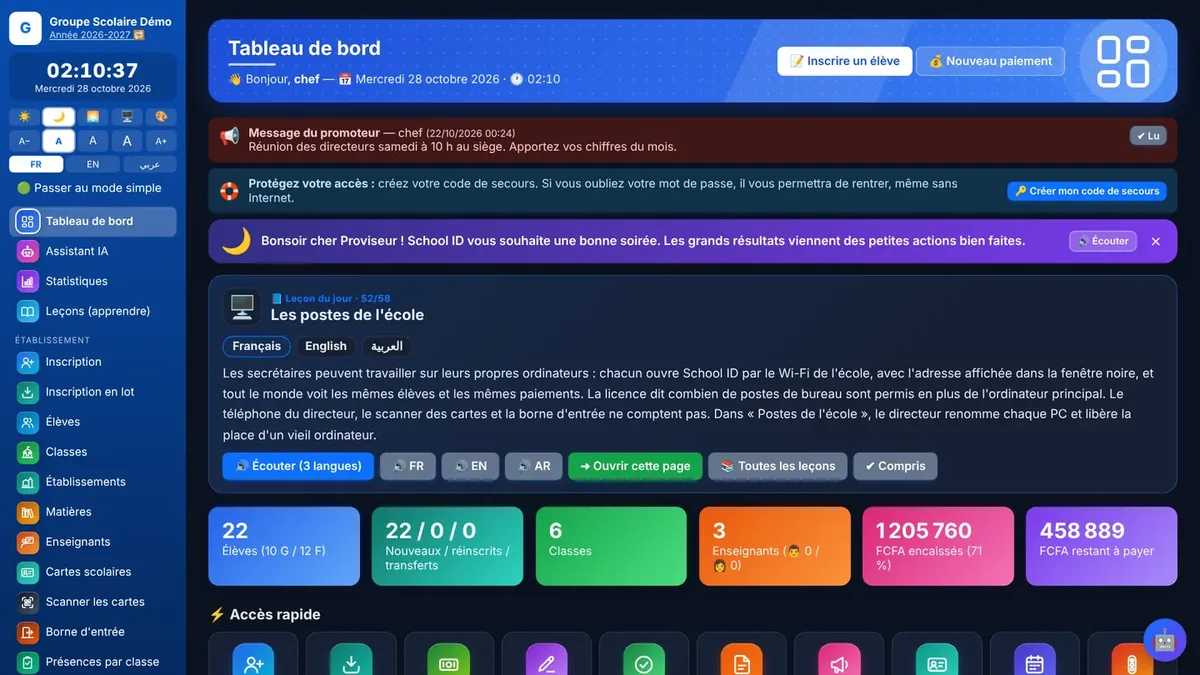 G
Groupe Scolaire Démo
Année 2026-2027
02:10:37
Mercredi 28 octobre 2026
A−
A
A
A
A+
FR
EN
عربي
Passer au mode simple
Tableau de bord
Assistant IA
Statistiques
Leçons (apprendre)
ÉTABLISSEMENT
Inscription
Inscription en lot
Élèves
Classes
Établissements
Matières
Enseignants
Cartes scolaires
Scanner les cartes
Borne d'entrée
Présences par classe
Tableau de bord
👋 Bonjour, chef — 📅 Mercredi 28 octobre 2026 · 🕐 02:10
📝 Inscrire un élève
💰 Nouveau paiement
Message du promoteur — chef (22/10/2026 00:24)
Réunion des directeurs samedi à 10 h au siège. Apportez vos chiffres du mois.
✔ Lu
Protégez votre accès : créez votre code de secours. Si vous oubliez votre mot de passe, il vous permettra de rentrer, même sans
Internet.
🔑 Créer mon code de secours
Bonsoir cher Proviseur ! School ID vous souhaite une bonne soirée. Les grands résultats viennent des petites actions bien faites.
🔊 Écouter
✕
📘 Leçon du jour · 52/58
Les postes de l'école
Français
English
العربية
Les secrétaires peuvent travailler sur leurs propres ordinateurs : chacun ouvre School ID par le Wi-Fi de l'école, avec l'adresse affichée dans la fenêtre noire, et
tout le monde voit les mêmes élèves et les mêmes paiements. La licence dit combien de postes de bureau sont permis en plus de l'ordinateur principal. Le
téléphone du directeur, le scanner des cartes et la borne d'entrée ne comptent pas. Dans « Postes de l'école », le directeur renomme chaque PC et libère la
place d'un vieil ordinateur.
🔊 Écouter (3 langues)
🔊 FR
🔊 EN
🔊 AR
➜ Ouvrir cette page
📚 Toutes les leçons
✔ Compris
22
Élèves (10 G / 12 F)
22 / 0 / 0
Nouveaux / réinscrits /
transferts
6
Classes
3
Enseignants (👨 0 /
👩 0)
1 205 760
FCFA encaissés (71
%)
458 889
FCFA restant à payer
⚡ Accès rapide